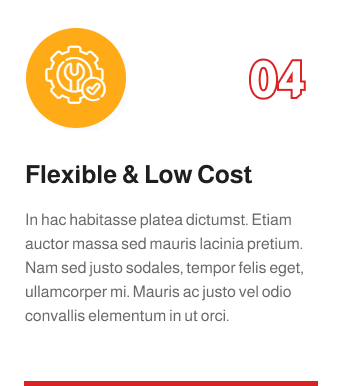 04
Flexible & Low Cost
In hac habitasse platea dictumst. Etiam
auctor massa sed mauris lacinia pretium.
Nam sed justo sodales, tempor felis eget,
ullamcorper mi. Mauris ac justo vel odio
convallis elementum in ut orci.